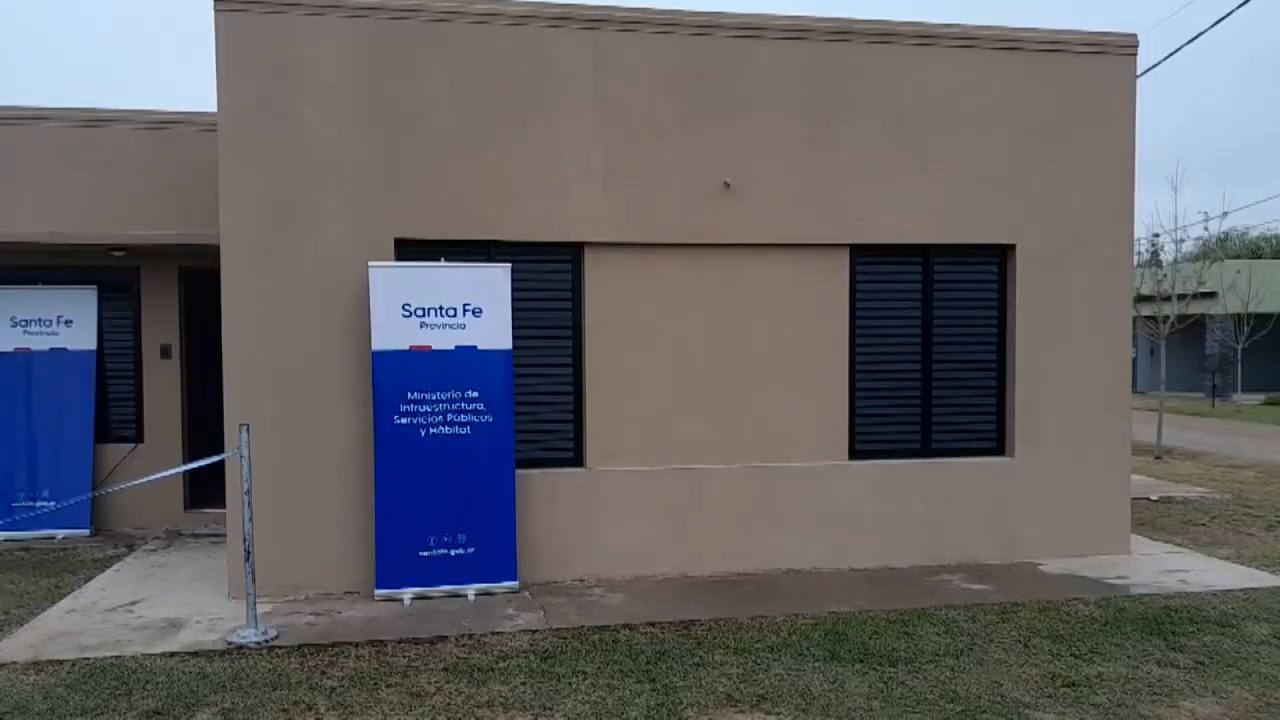 Santa Fe
Provincia
Santa Fe
Provincia
Ministerio de
Infraestructura,
Servicios Públicos
y Hábitat
santafe.gob.ar